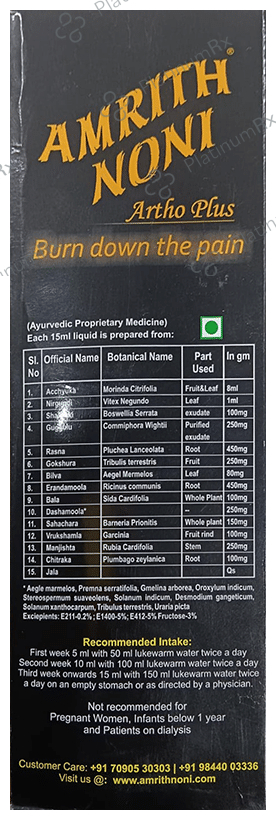 AMRITH®
NONI
Artho Plus
Burn down the pain
(Ayurvedic Proprietary Medicine)
Each 15ml liquid is prepared from:
Sl. No Official Name Botanical Name Part Used In gm
1. Acchyuka Morinda Citrifolia Fruit&Leaf 8ml
2. Nirgundi Vitex Negundo Leaf 1ml
3. Boswellia Serrata exudate 100mg
4. Guggulu Commiphora Wightii Purified exudate 250mg
5. Rasna Pluchea Lanceolata Root 450mg
6. Gokshura Tribulis terrestris Fruit 250mg
7. Bilva Aegel Mermelos Leaf 80mg
8. Erandamoola Ricinus communis Root 450mg
9. Bala Sida Cardifolia Whole Plant 100mg
10. Dashamoola* -- 250mg
11. Sahachara Barneria Prionitis Whole plant 150mg
12. Vrukshamla Garcinia Fruit rind 100mg
13. Manjishta Rubia Cardifolia Stem 250mg
14. Chitraka Plumbago zeylanica Root 100mg
15. Jala Qs
*Aegle marmelos, Premna serratifolia, Gmelina arborea, Oroxylum indicum,
Stereospermum suaveolens, Solanum indicum, Desmodium gangeticum,
Solanum xanthocarpum, Tribulus terrestris, Uraria picta
Exciepients: E211-0.2% ; E1400-5%; E412-5% Fructose-3%
Recommended Intake:
First week 5 ml with 50 ml lukewarm water twice a day
Second week 10 ml with 100 ml lukewarm water twice a day
Third week onwards 15 ml with 150 ml lukewarm water twice
a day on an empty stomach or as directed by a physician.
Not recommended for
Pregnant Women, Infants below 1 year
and Patients on dialysis
Customer Care: +91 70905 30303 | +91 98440 03336
Visit us @: www.amrithnoni.com
PlatinumRx